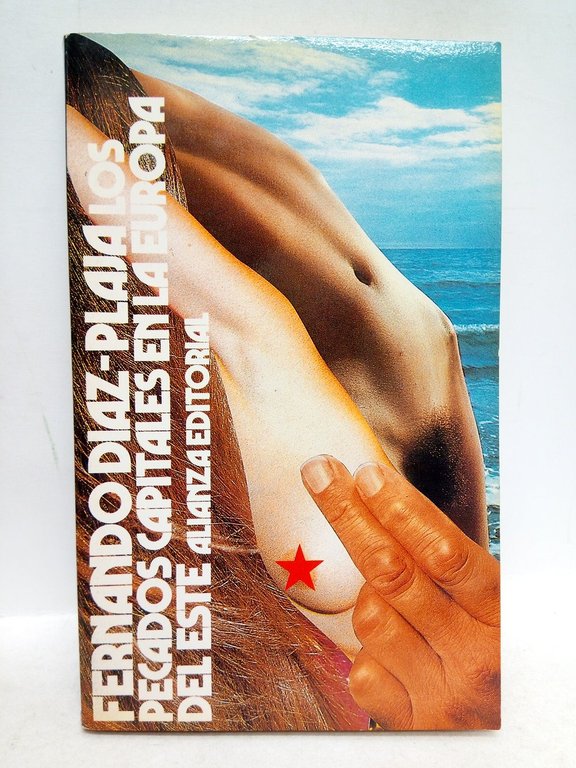 FERNANDO DIAZ-PLAJA LOS
PECADOS CAPITALES EN LA EUROPA
DEL ESTE ALIANZA EDITORIAL